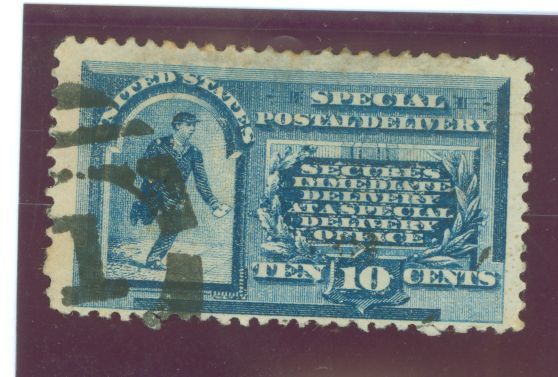 UNITED STATES
SPECIAL
POSTAL DELIVERY
SECURES
IMMEDIATE
DELIVERY
AT A SPECIAL
DELIVERY
OFFICE.
TEN 10 CENTS